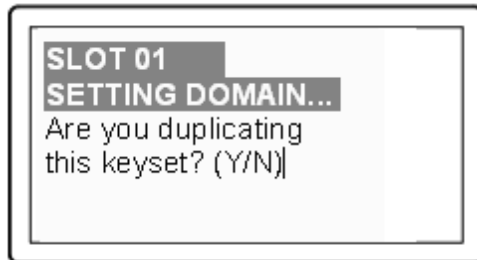 SLOT 01
SETTING DOMAIN...
Are you duplicating
this keyset? (Y/N)